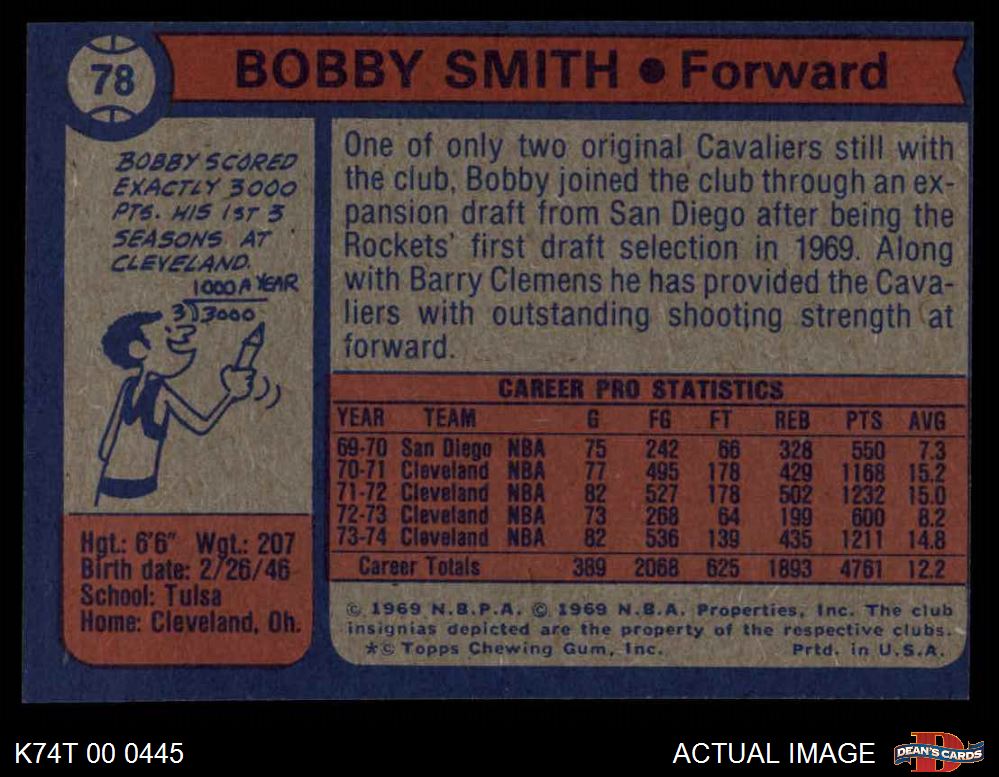 78
BOBBY SMITH ● Forward
BOBBY SCORED
EXACTLY 3000
PTS. HIS 1ST 3
SEASONS AT
CLEVELAND.
1000 A YEAR
3)3000
Hgt.: 6'6" Wgt.: 207
Birth date: 2/26/46
School: Tulsa
Home: Cleveland, Oh.
One of only two original Cavaliers still with
the club, Bobby joined the club through an ex-
pansion draft from San Diego after being the
Rockets' first draft selection in 1969. Along
with Barry Clemens he has provided the Cava-
liers with outstanding shooting strength at
forward.
CAREER PRO STATISTICS
YEAR TEAM G FG FT REB PTS AVG
69-70 San Diego NBA 75 242 66 328 550 7.3
70-71 Cleveland NBA 77 495 178 429 1168 15.2
71-72 Cleveland NBA 82 527 178 502 1232 15.0
72-73 Cleveland NBA 73 268 64 199 600 8.2
73-74 Cleveland NBA 82 536 139 435 1211 14.8
Career Totals 389 2068 625 1893 4761 12.2
© 1969 N.B.P.A. © 1969 N.B.A. Properties, Inc. The club
insignias depicted are the property of the respective clubs.
*© Topps Chewing Gum, Inc. Prtd. in U.S.A.
K74T 00 0445
ACTUAL IMAGE
D
DEAN'S CARDS